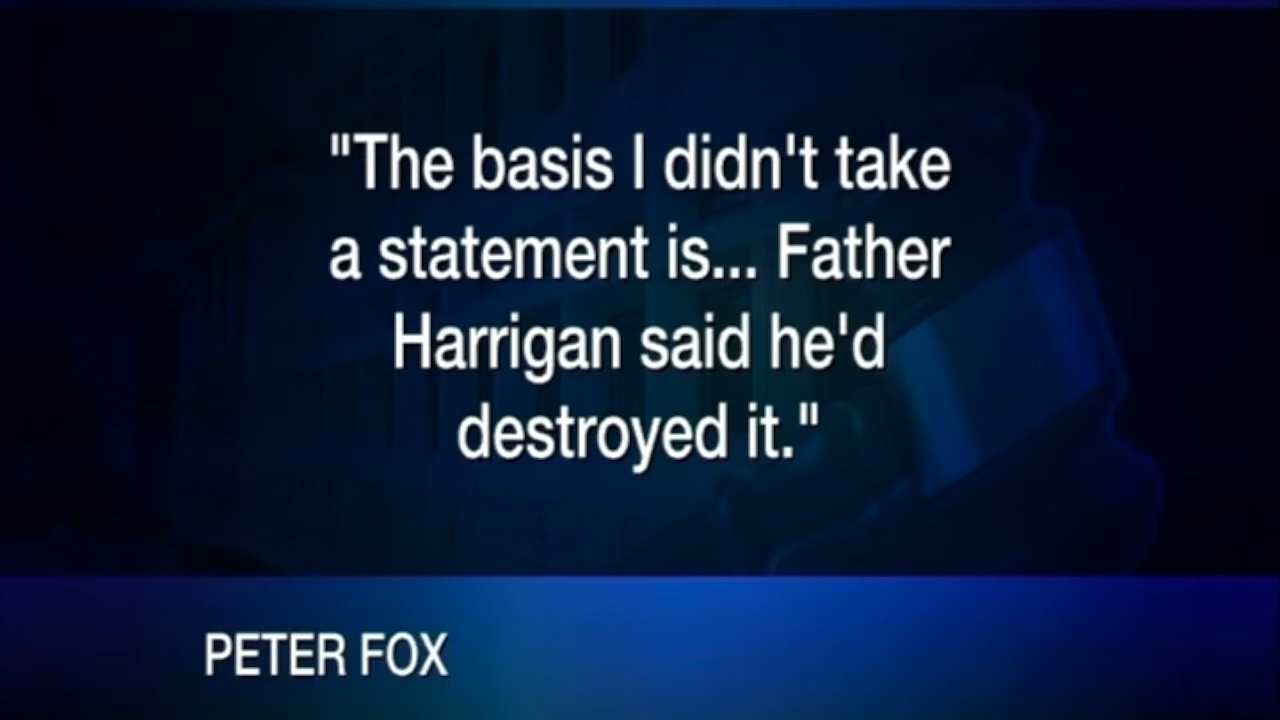 "The basis I didn't take
a statement is... Father
Harrigan said he'd
destroyed it."
PETER FOX